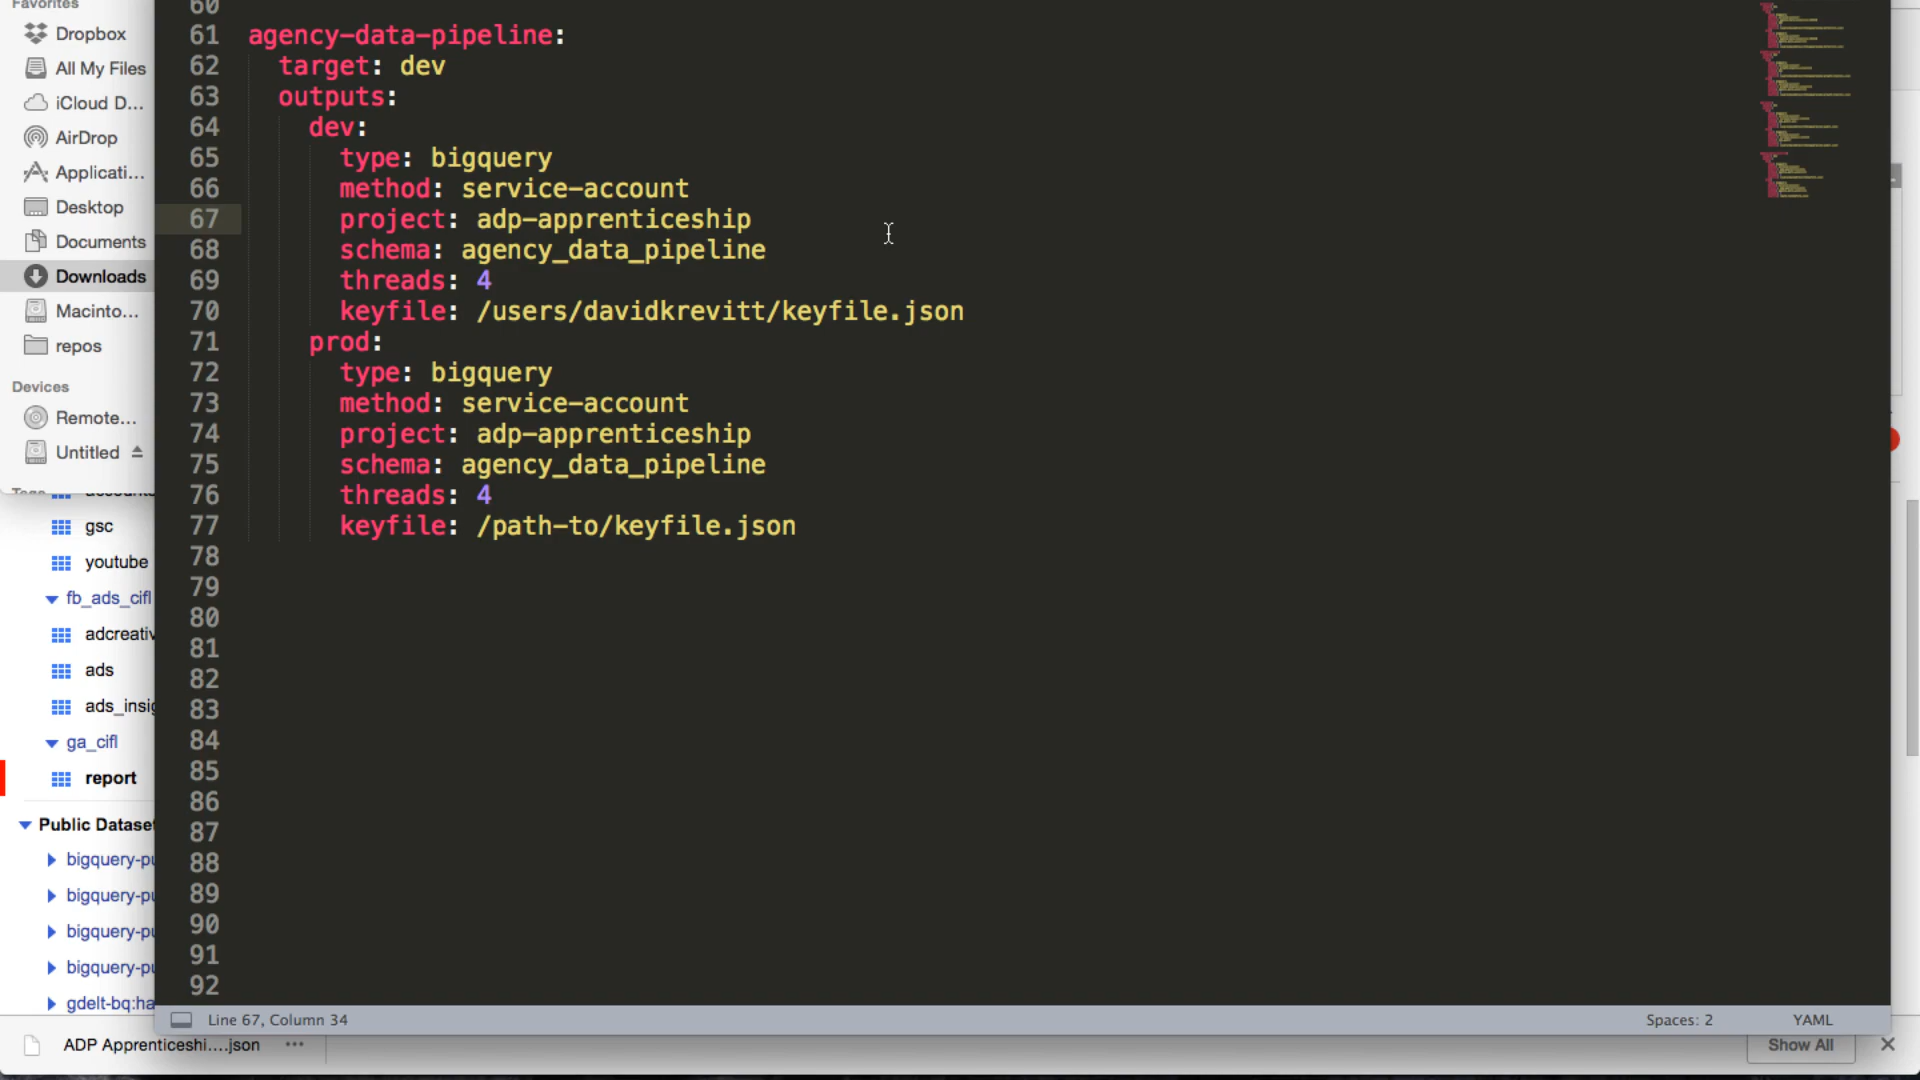 Favorites
Dropbox
All My Files
iCloud D...
AirDrop
Applicati...
Desktop
Documents
Downloads
Macinto...
repos
Devices
Remote...
Untitled
Tags
gsc
youtube
fb_ads_cifl
adcreativ
ads
ads_insig
ga_cifl
report
Public Dataset
bigquery-pu
bigquery-pu
bigquery-pu
bigquery-pu
gdelt-bq:ha
60
61 agency-data-pipeline:
62 target: dev
63 outputs:
64 dev:
65 type: bigquery
66 method: service-account
67 project: adp-apprenticeship
68 schema: agency_data_pipeline
69 threads: 4
70 keyfile: /users/davidkrevitt/keyfile.json
71 prod:
72 type: bigquery
73 method: service-account
74 project: adp-apprenticeship
75 schema: agency_data_pipeline
76 threads: 4
77 keyfile: /path-to/keyfile.json
78
79
80
81
82
83
84
85
86
87
88
89
90
91
92
Line 67, Column 34
Spaces: 2
YAML
ADP Apprenticeshi....json
Show All